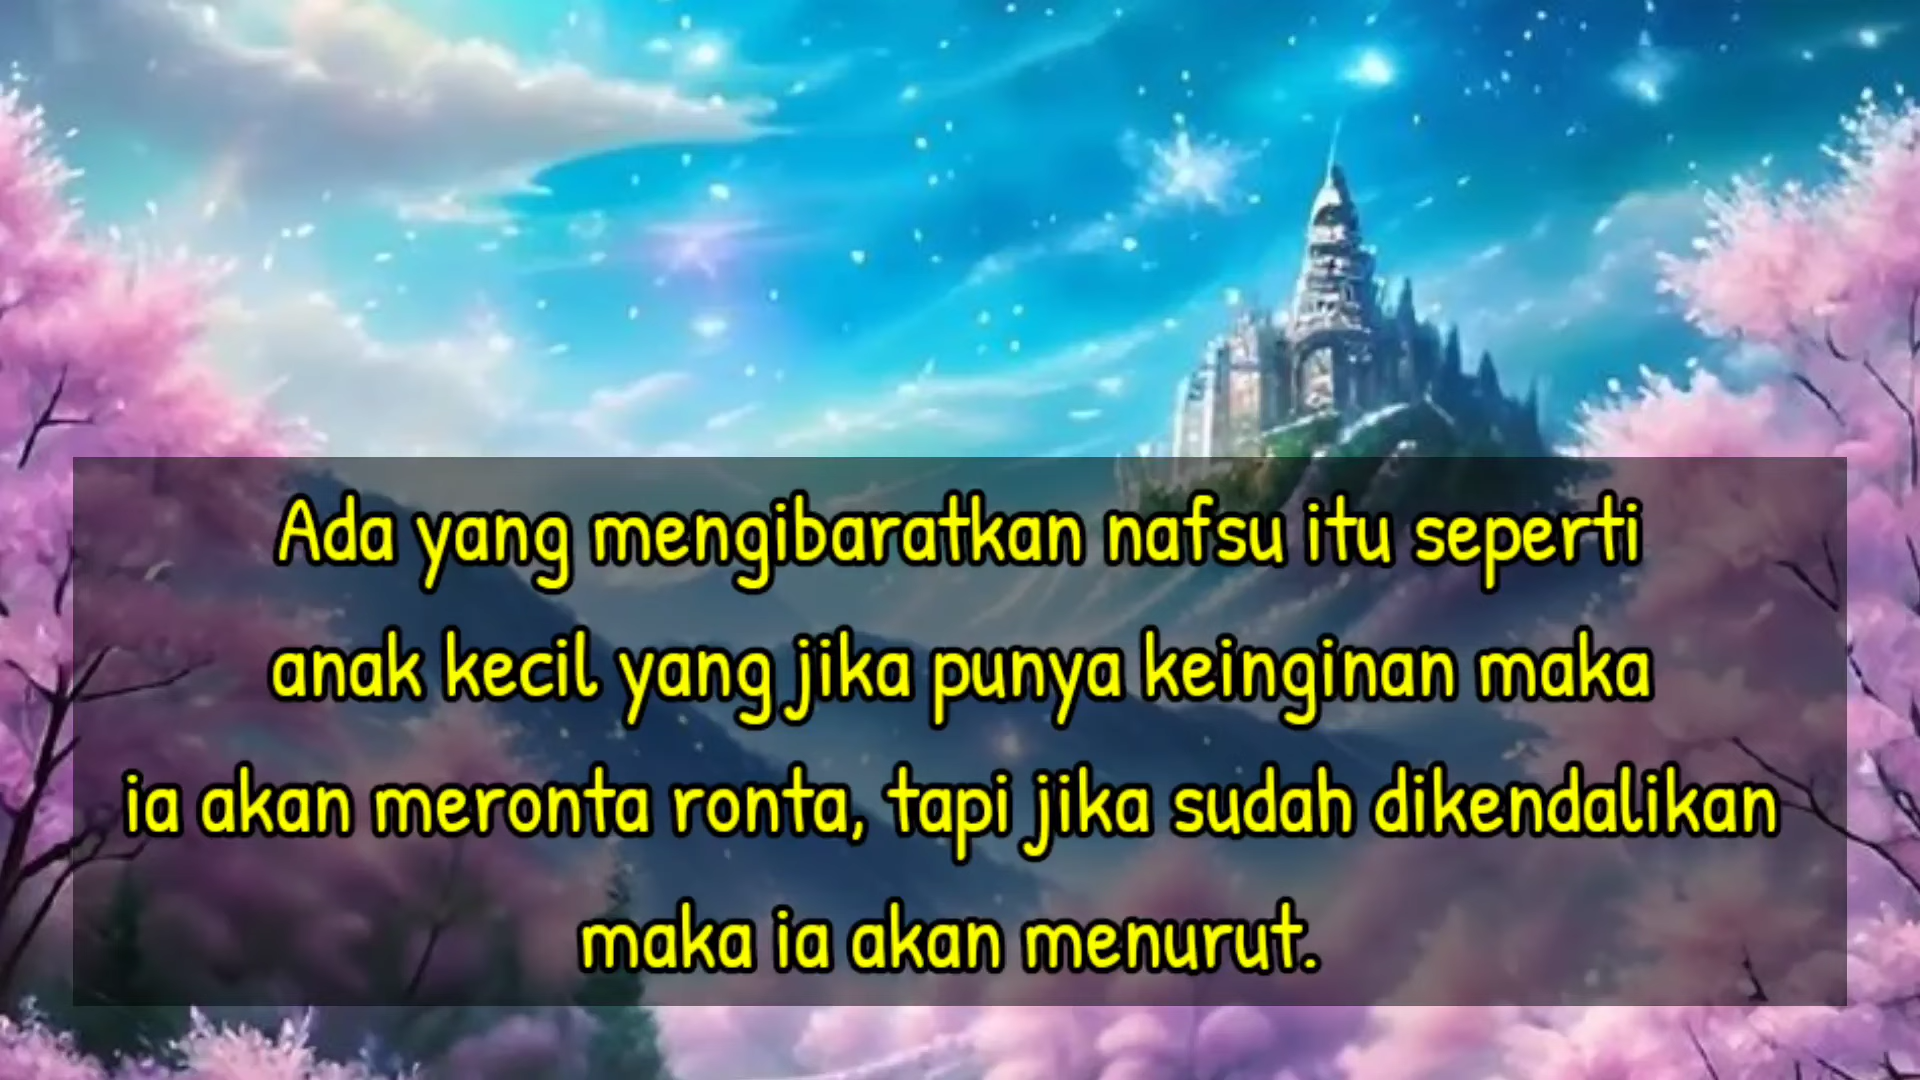 Ada yang mengibaratkan nafsu itu seperti
anak kecil yang jika punya keinginan maka
ia akan meronta ronta, tapi jika sudah dikendalikan
maka ia akan menurut.